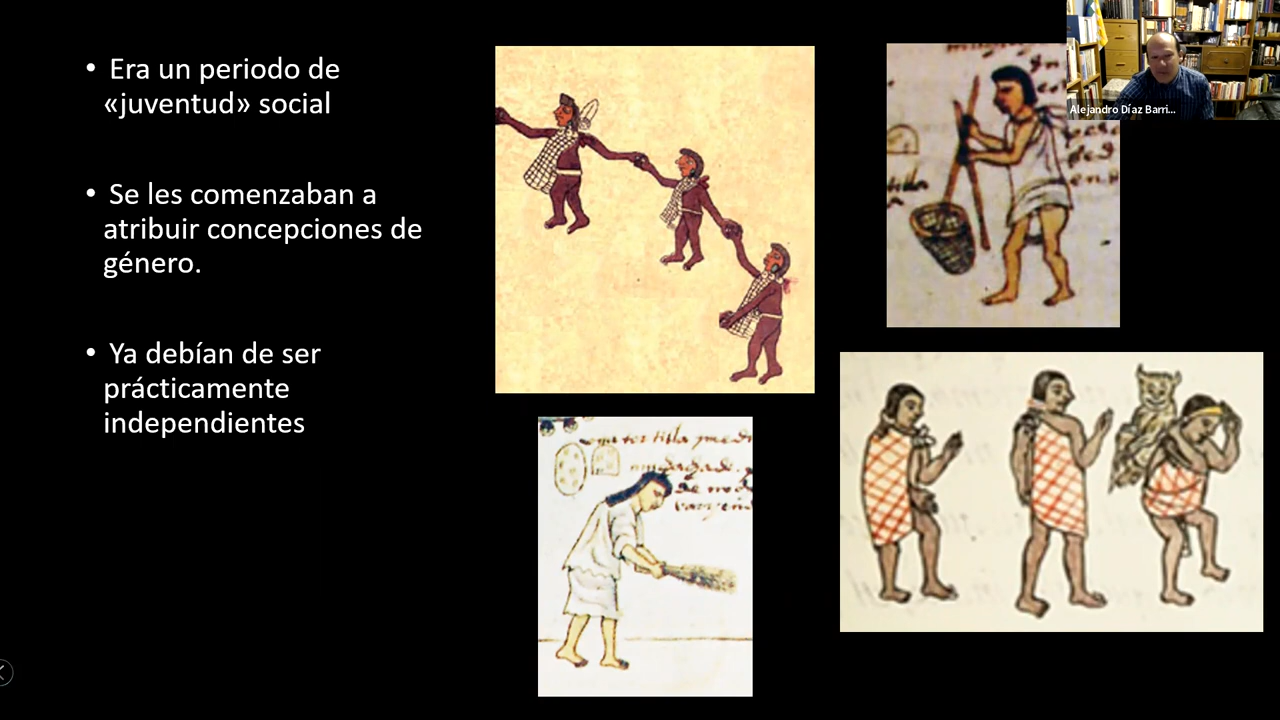 • Era un periodo de
«juventud» social
• Se les comenzaban a
atribuir concepciones de
género.
• Ya debían de ser
prácticamente
independientes
Alejandro Díaz Barri...
tortilla